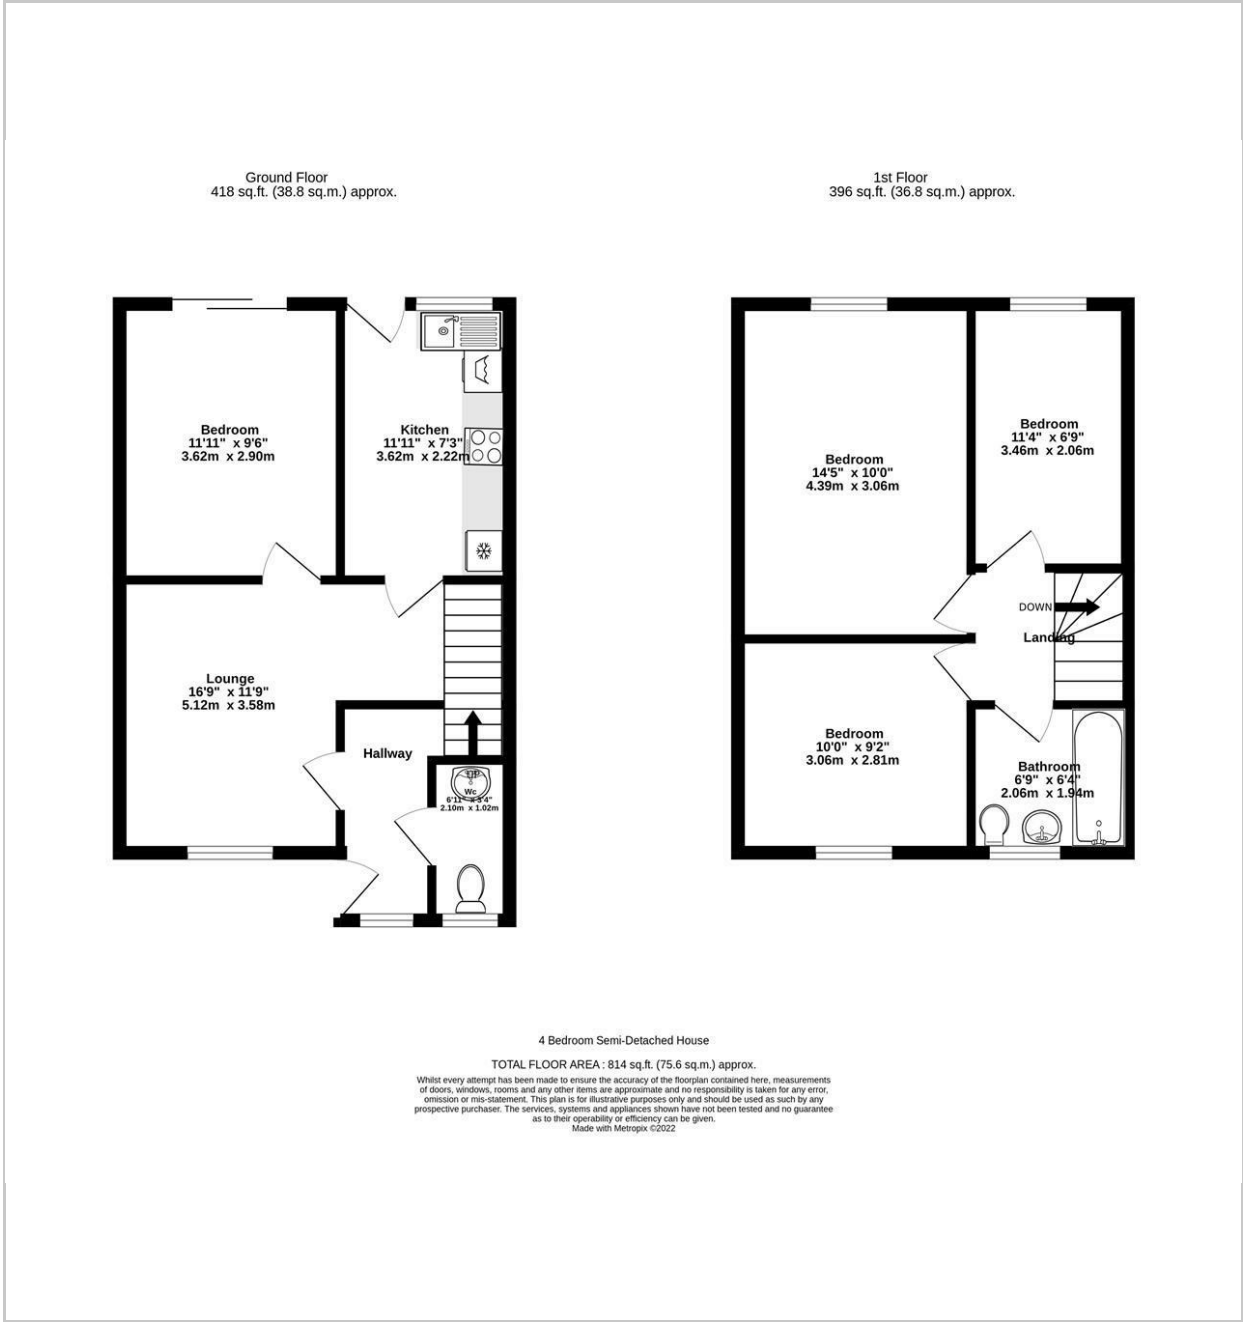 Ground Floor
418 sq.ft. (38.8 sq.m.) approx.
1st Floor
396 sq.ft. (36.8 sq.m.) approx.
Bedroom
11'11" x 9'6"
3.62m x 2.90m
Kitchen
11'11" x 7'3"
3.62m x 2.22m
Lounge
16'9" x 11'9"
5.12m x 3.58m
Hallway
UP
Wc
6'11" x 3'4"
2.10m x 1.02m
Bedroom
14'5" x 10'0"
4.39m x 3.06m
Bedroom
11'4" x 6'9"
3.46m x 2.06m
DOWN
Landing
Bedroom
10'0" x 9'2"
3.06m x 2.81m
Bathroom
6'9" x 6'4"
2.06m x 1.94m
4 Bedroom Semi-Detached House
TOTAL FLOOR AREA : 814 sq.ft. (75.6 sq.m.) approx.
Whilst every attempt has been made to ensure the accuracy of the floorplan contained here, measurements
of doors, windows, rooms and any other items are approximate and no responsibility is taken for any error,
omission or mis-statement. This plan is for illustrative purposes only and should be used as such by any
prospective purchaser. The services, systems and appliances shown have not been tested and no guarantee
as to their operability or efficiency can be given.
Made with Metropix ©2022